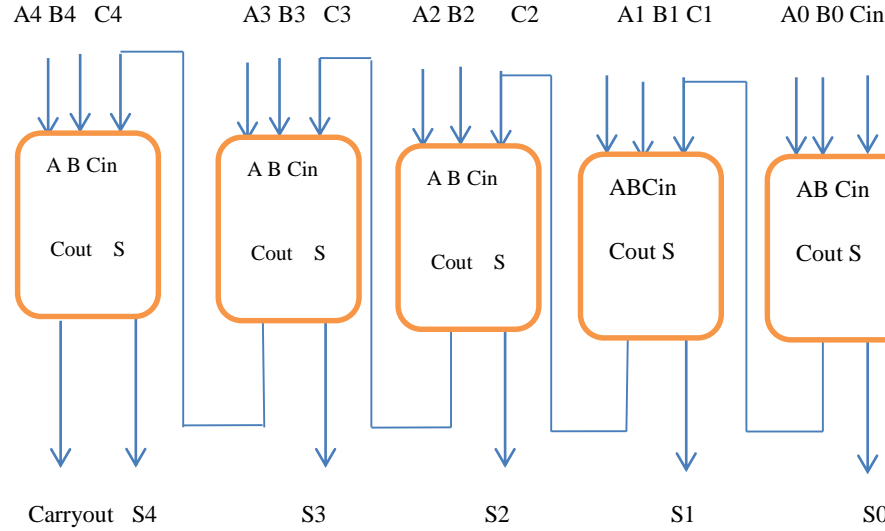 A4 B4 C4 A3 B3 C3 A2 B2 C2 A1 B1 C1 A0 B0 Cin
A B Cin A B Cin A B Cin ABCin AB Cin
Cout S Cout S Cout S Cout S Cout S
Carryout S4 S3 S2 S1 S0